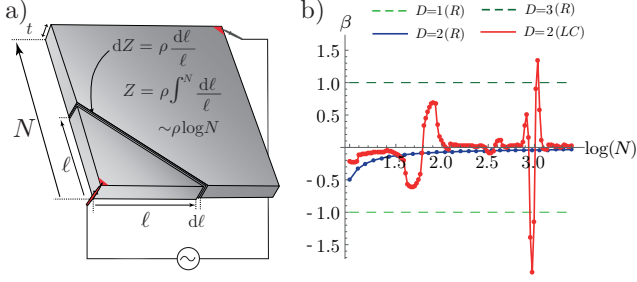 a)
t
N
ℓ
dZ = ρ dℓ/ℓ
Z = ρ∫^N dℓ/ℓ
~ρlogN
ℓ
dℓ
b)
β
D=1(R)
D=3(R)
D=2(R)
D=2(LC)
1.5
1.0
0.5
-0.5
-1.0
-1.5
1.5
2.0
2.5
3.0
log(N)